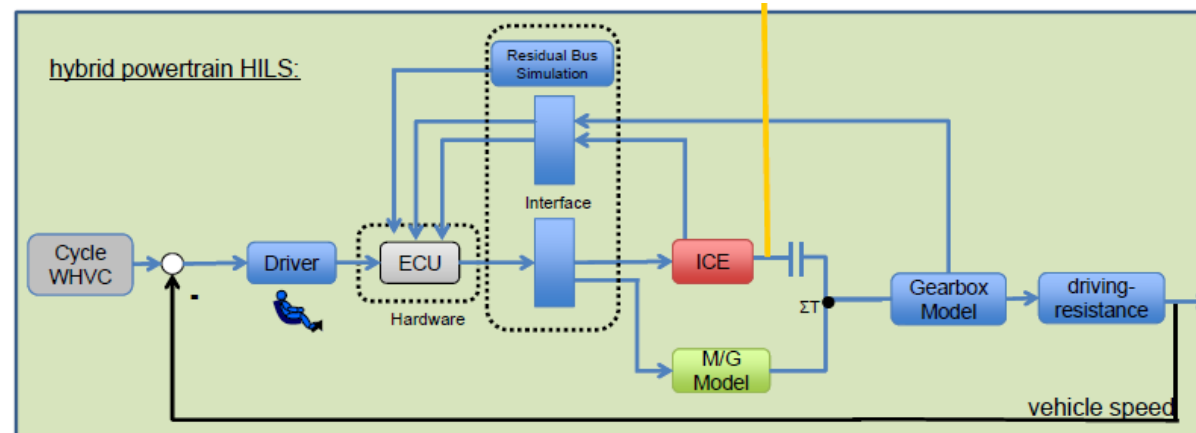 hybrid powertrain HILS:
Residual Bus
Simulation
Interface
Cycle
WHVC
-
Driver
ECU
Hardware
ICE
ΣT
Gearbox
Model
driving-
resistance
M/G
Model
vehicle speed